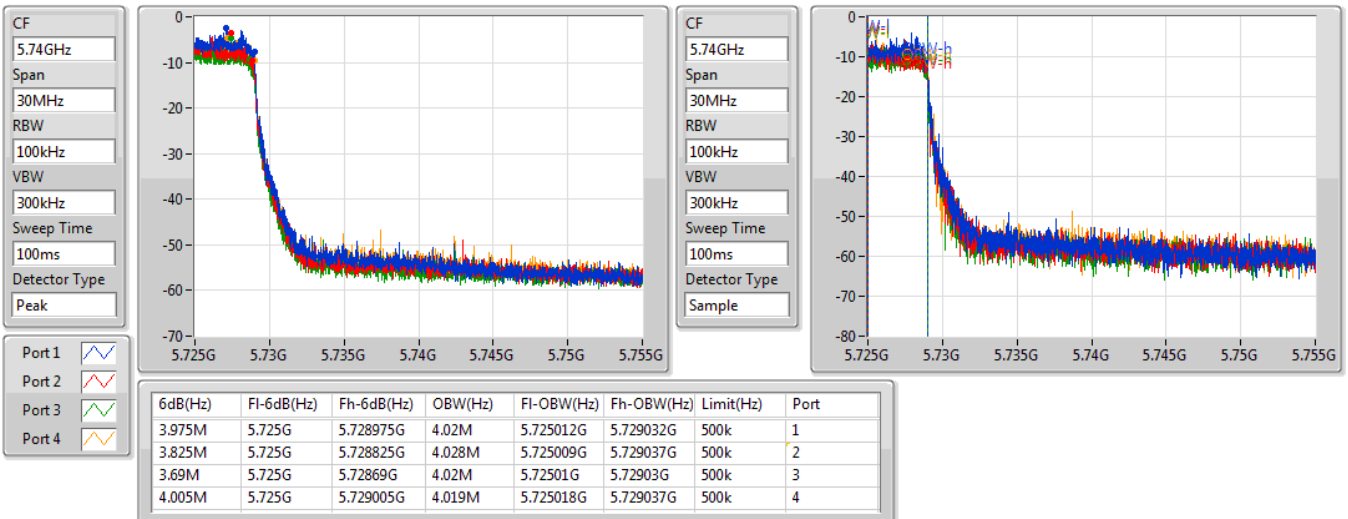 CF
5.74GHz
Span
30MHz
RBW
100kHz
VBW
300kHz
Sweep Time
100ms
Detector Type
Peak
0
-10
-20
-30
-40
-50
-60
-70
5.725G 5.73G 5.735G 5.74G 5.745G 5.75G 5.755G
CF
5.74GHz
Span
30MHz
RBW
100kHz
VBW
300kHz
Sweep Time
100ms
Detector Type
Sample
0
-10
-20
-30
-40
-50
-60
-70
-80
5.725G 5.73G 5.735G 5.74G 5.745G 5.75G 5.755G
Port 1
Port 2
Port 3
Port 4
6dB(Hz) Fl-6dB(Hz) Fh-6dB(Hz) OBW(Hz) Fl-OBW(Hz) Fh-OBW(Hz) Limit(Hz) Port
3.975M 5.725G 5.728975G 4.02M 5.725012G 5.729032G 500k 1
3.825M 5.725G 5.728825G 4.028M 5.725009G 5.729037G 500k 2
3.69M 5.725G 5.72869G 4.02M 5.72501G 5.72903G 500k 3
4.005M 5.725G 5.729005G 4.019M 5.725018G 5.729037G 500k 4